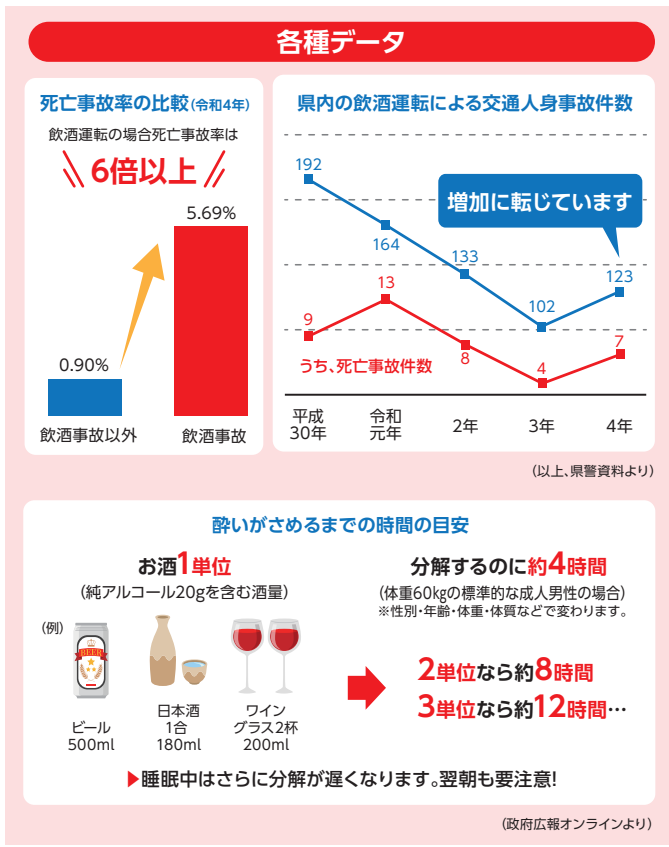 各種データ
死亡事故率の比較(令和4年)
飲酒運転の場合死亡事故率は
6倍以上
5.69%
0.90%
飲酒事故以外
飲酒事故
県内の飲酒運転による交通人身事故件数
192
164
133
102
123
増加に転じています
9
13
8
4
7
うち、死亡事故件数
平成
30年
令和
元年
2年
3年
4年
(以上、県警資料より)
酔いがさめるまでの時間の目安
お酒1単位
(純アルコール20gを含む酒量)
(例)
BEER
ビール
500ml
日本酒
1合
180ml
ワイン
グラス2杯
200ml
分解するのに約4時間
(体重60kgの標準的な成人男性の場合)
※性別・年齢・体重・体質などで変わります。
2単位なら約8時間
3単位なら約12時間…
▶睡眠中はさらに分解が遅くなります。翌朝も要注意!
(政府広報オンラインより)